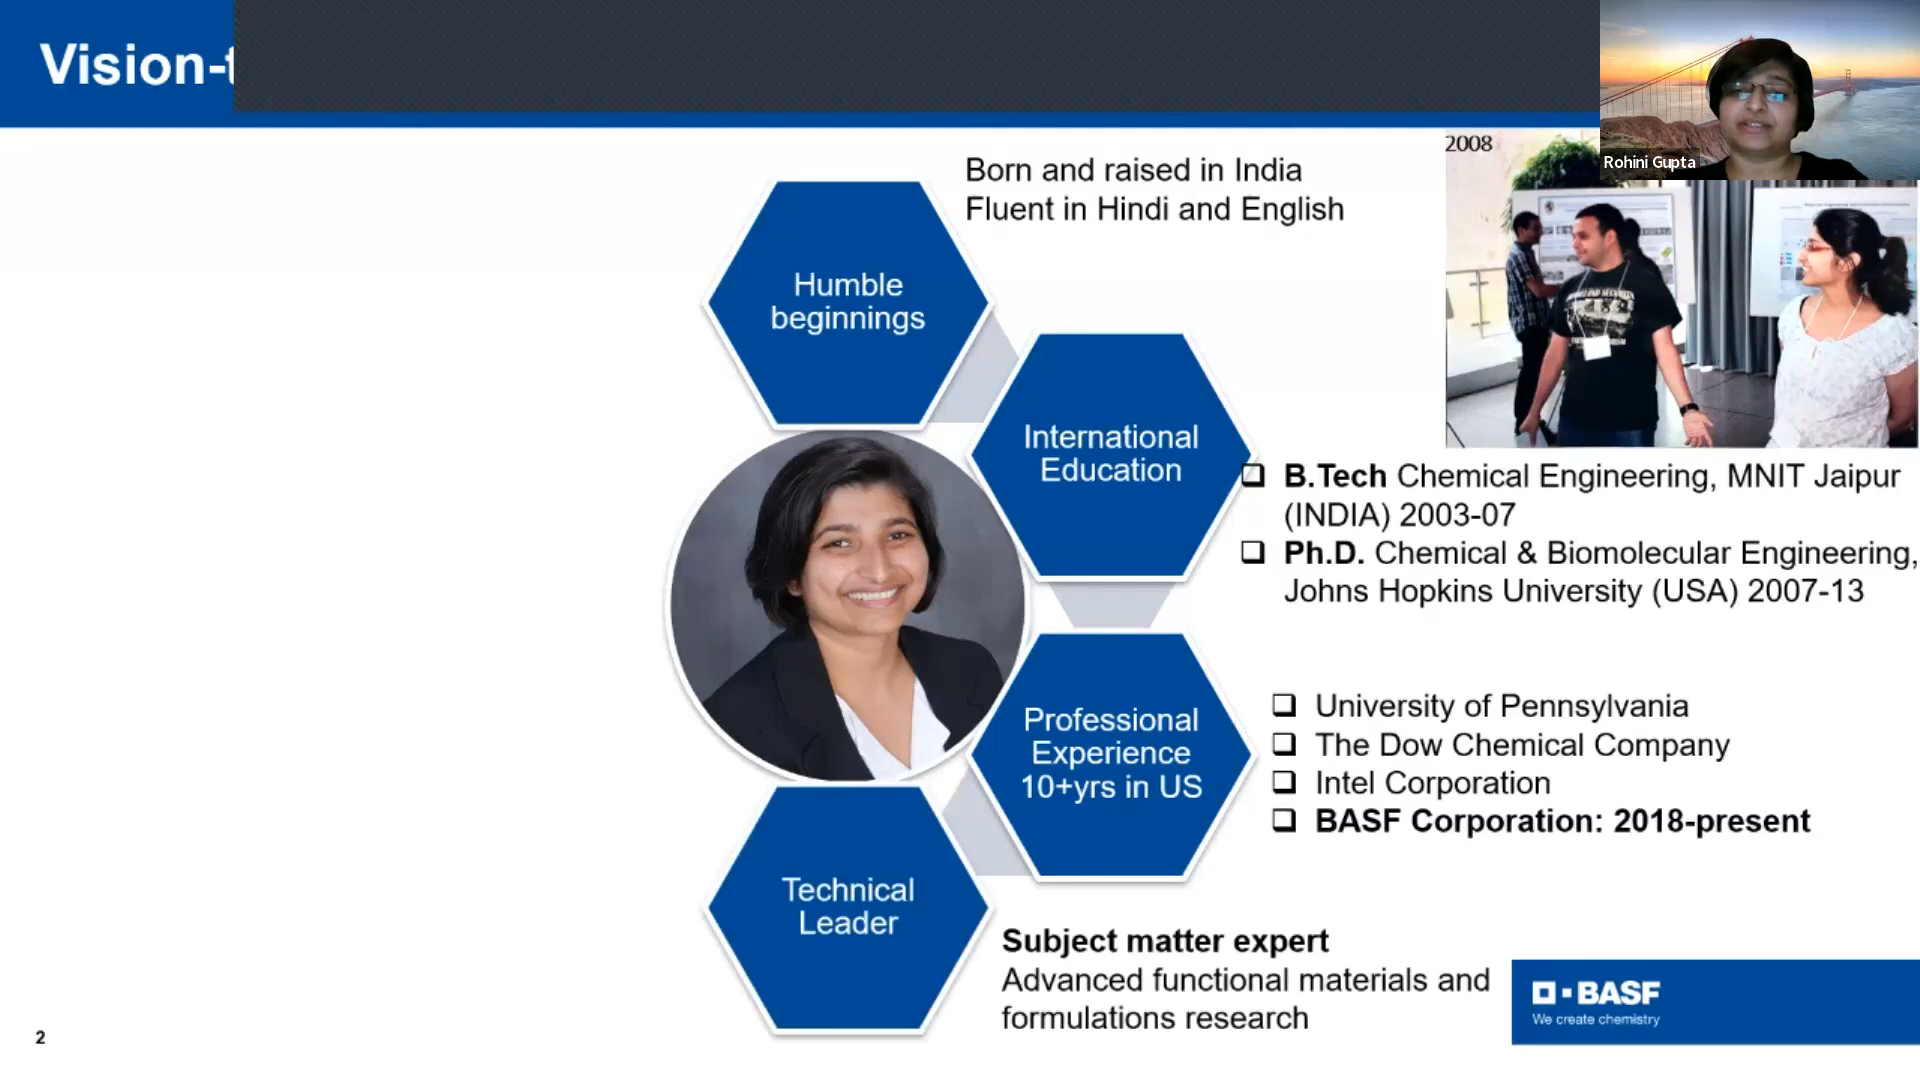 Vision-
Rohini Gupta
2008
Born and raised in India
Fluent in Hindi and English
Humble
beginnings
International
Education
❑ B.Tech Chemical Engineering, MNIT Jaipur
(INDIA) 2003-07
❑ Ph.D. Chemical & Biomolecular Engineering,
Johns Hopkins University (USA) 2007-13
Professional
Experience
10+yrs in US
❑ University of Pennsylvania
❑ The Dow Chemical Company
❑ Intel Corporation
❑ BASF Corporation: 2018-present
Technical
Leader
Subject matter expert
Advanced functional materials and
formulations research
BASF
We create chemistry
2